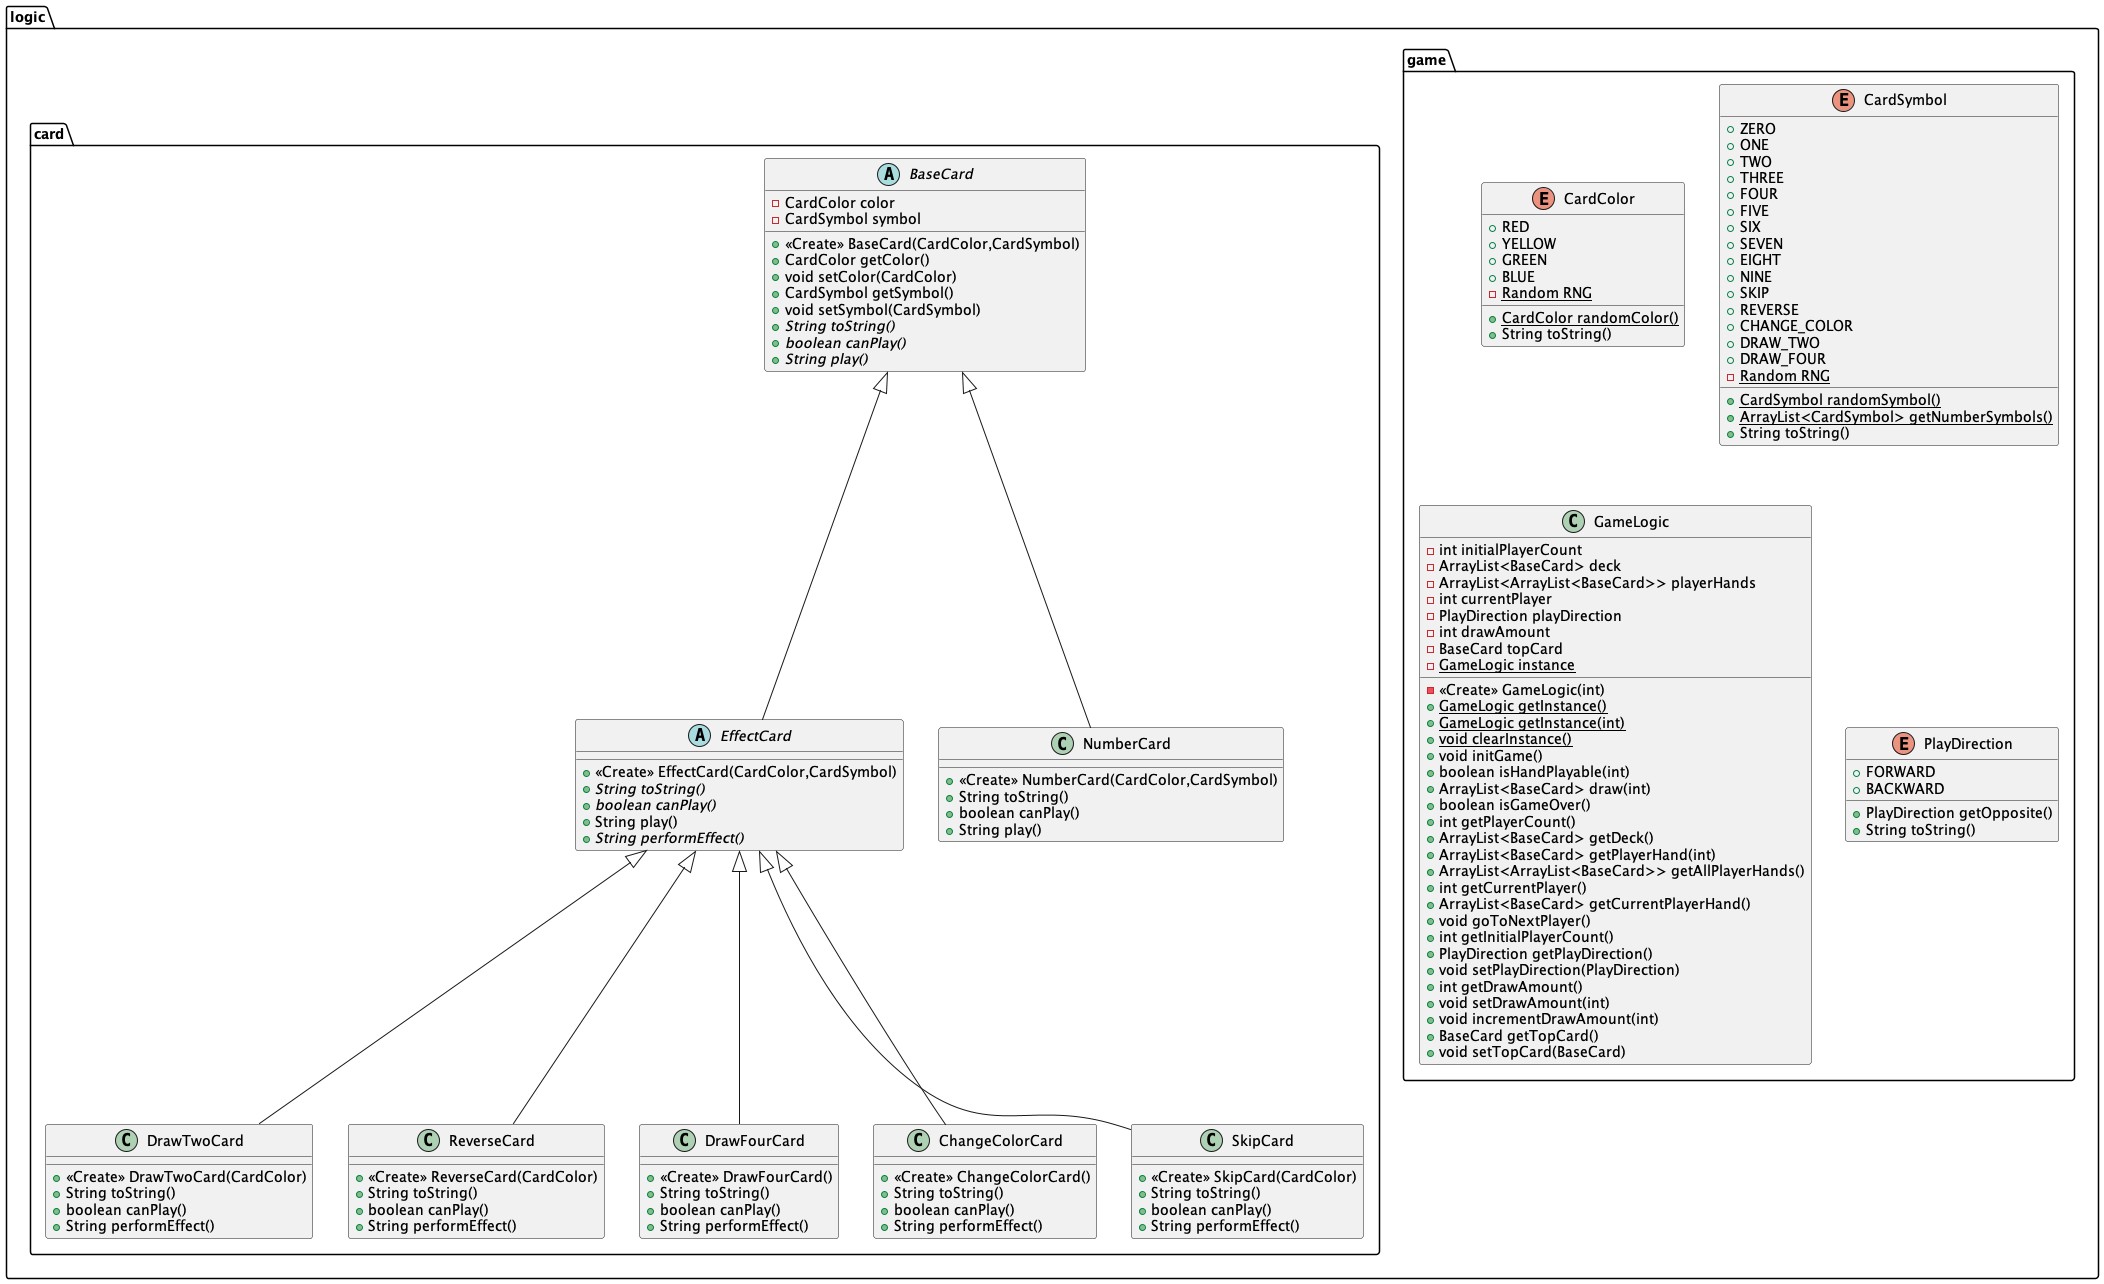 logic
card
A BaseCard
CardColor color
CardSymbol symbol
«Create» BaseCard(CardColor,CardSymbol)
CardColor getColor()
void setColor(CardColor)
CardSymbol getSymbol()
void setSymbol(CardSymbol)
String toString()
boolean canPlay()
String play()
A EffectCard
«Create» EffectCard(CardColor,CardSymbol)
String toString()
boolean canPlay()
String play()
String performEffect()
C NumberCard
«Create» NumberCard(CardColor,CardSymbol)
String toString()
boolean canPlay()
String play()
C DrawTwoCard
«Create» DrawTwoCard(CardColor)
String toString()
boolean canPlay()
String performEffect()
C ReverseCard
«Create» ReverseCard(CardColor)
String toString()
boolean canPlay()
String performEffect()
C DrawFourCard
«Create» DrawFourCard()
String toString()
boolean canPlay()
String performEffect()
C ChangeColorCard
«Create» ChangeColorCard()
String toString()
boolean canPlay()
String performEffect()
C SkipCard
«Create» SkipCard(CardColor)
String toString()
boolean canPlay()
String performEffect()
game
E CardColor
RED
YELLOW
GREEN
BLUE
Random RNG
CardColor randomColor()
String toString()
E CardSymbol
ZERO
ONE
TWO
THREE
FOUR
FIVE
SIX
SEVEN
EIGHT
NINE
SKIP
REVERSE
CHANGE_COLOR
DRAW_TWO
DRAW_FOUR
Random RNG
CardSymbol randomSymbol()
ArrayList<CardSymbol> getNumberSymbols()
String toString()
C GameLogic
int initialPlayerCount
ArrayList<BaseCard> deck
ArrayList<ArrayList<BaseCard>> playerHands
int currentPlayer
PlayDirection playDirection
int drawAmount
BaseCard topCard
GameLogic instance
«Create» GameLogic(int)
GameLogic getInstance()
GameLogic getInstance(int)
void clearInstance()
void initGame()
boolean isHandPlayable(int)
ArrayList<BaseCard> draw(int)
boolean isGameOver()
int getPlayerCount()
ArrayList<BaseCard> getDeck()
ArrayList<BaseCard> getPlayerHand(int)
ArrayList<ArrayList<BaseCard>> getAllPlayerHands()
int getCurrentPlayer()
ArrayList<BaseCard> getCurrentPlayerHand()
void goToNextPlayer()
int getInitialPlayerCount()
PlayDirection getPlayDirection()
void setPlayDirection(PlayDirection)
int getDrawAmount()
void setDrawAmount(int)
void incrementDrawAmount(int)
BaseCard getTopCard()
void setTopCard(BaseCard)
E PlayDirection
FORWARD
BACKWARD
PlayDirection getOpposite()
String toString()